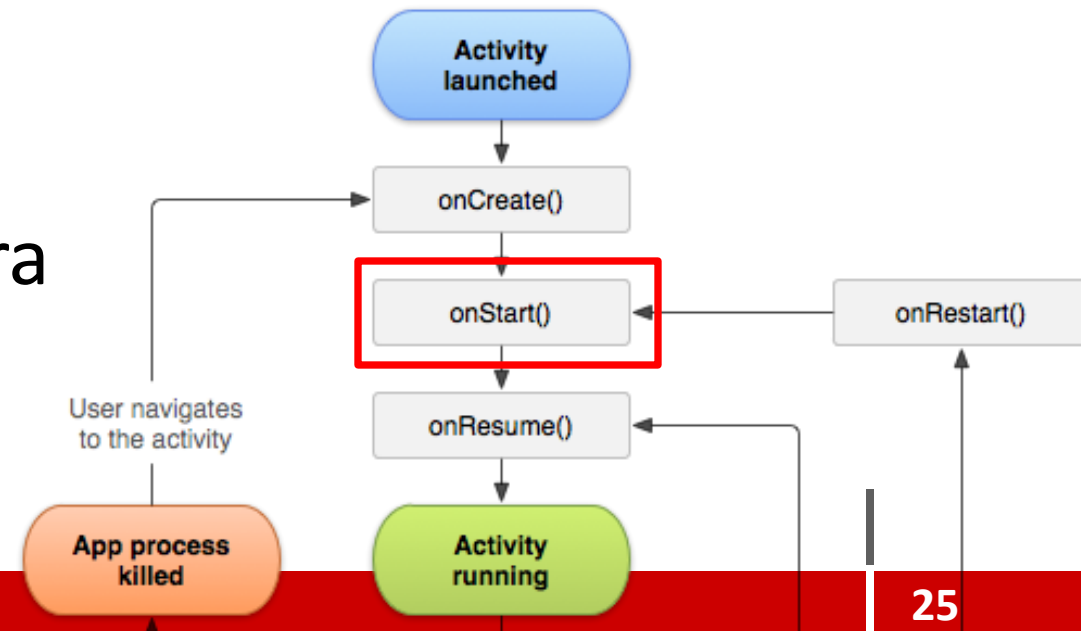 Activity
launched
onCreate()
ra
onStart()
onRestart()
User navigates
to the activity
onResume()
App process
killed
Activity
running
25